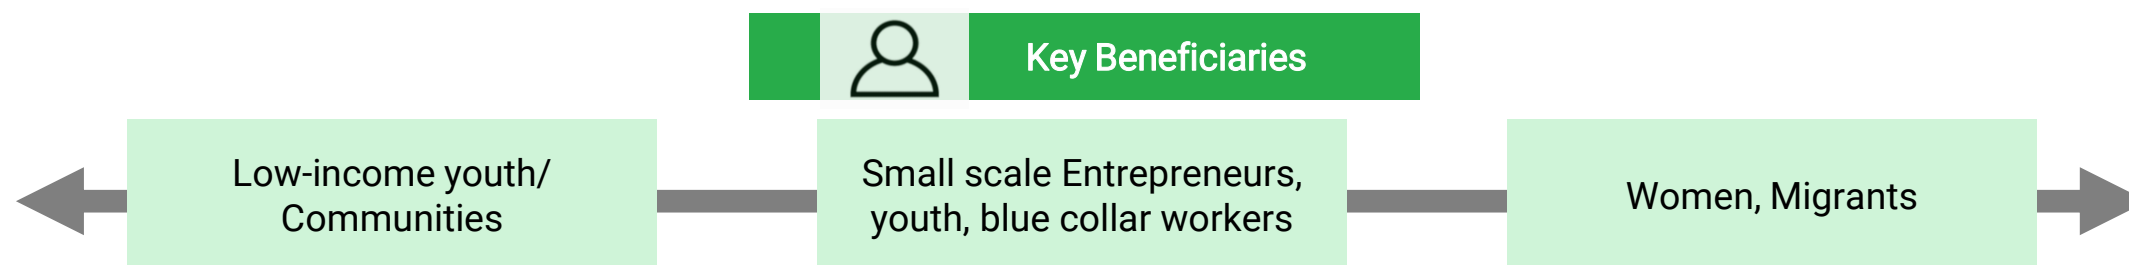 Key Beneficiaries
Low-income youth/
Communities
Small scale Entrepreneurs,
youth, blue collar workers
Women, Migrants